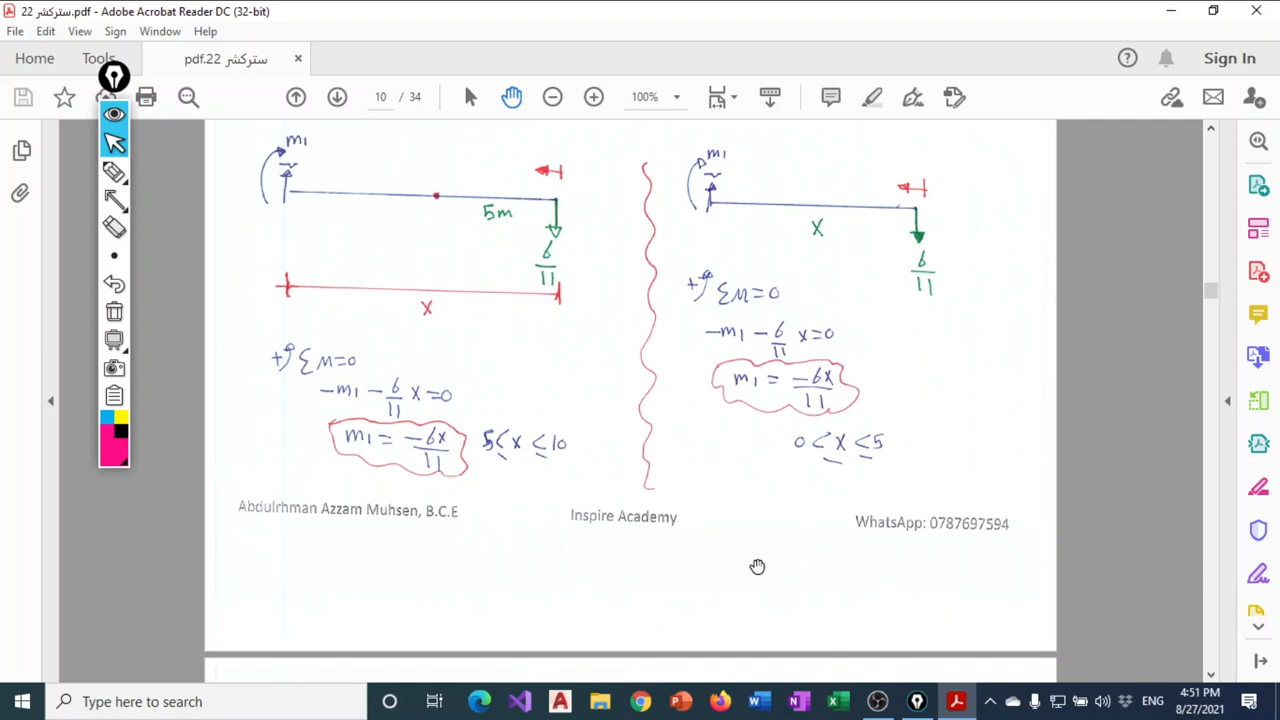 22 ستركشر.pdf - Adobe Acrobat Reader DC (32-bit)
File Edit View Sign Window Help
Home Tools
22 ستركشر.pdf
Sign In
10 / 34
100%
m1
5m
6
11
X
+ ΣM=0
-m1 - 6/11 x=0
m1 = -6x/11 5<x≤10
m1
X
6
11
+ ΣM=0
-m1 - 6/11 x=0
m1 = -6x/11
0<x≤5
Abdulrhman Azzam Muhsen, B.C.E
Inspire Academy
WhatsApp: 0787697594
Type here to search
ENG
4:51 PM
8/27/2021